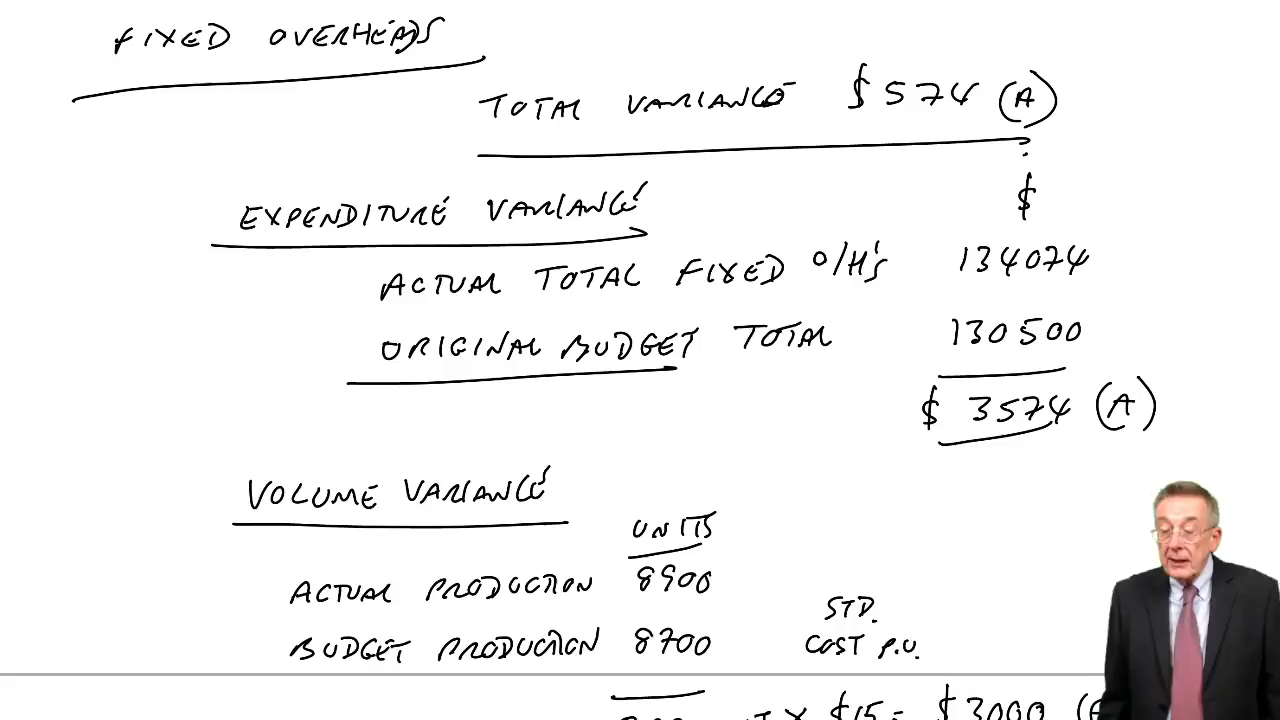 FIXED OVERHEADS
TOTAL VARIANCE $574 (A)
$
EXPENDITURE VARIANCE
ACTUAL TOTAL FIXED O/H's 134074
ORIGINAL BUDGET TOTAL 130500
$ 3574 (A)
VOLUME VARIANCE
UNITS
ACTUAL PRODUCTION 8900
STD.
BUDGET PRODUCTION 8700 COST P.U.
X $15 = $3000